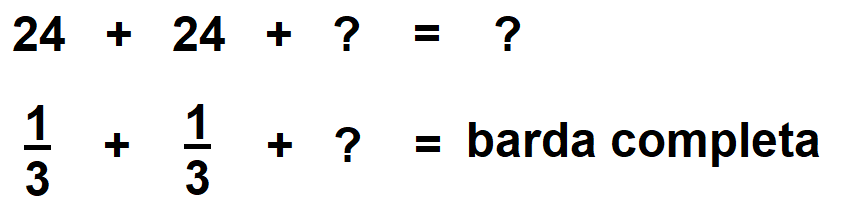 24 + 24 + ? = ?
1/3 + 1/3 + ? = barda completa